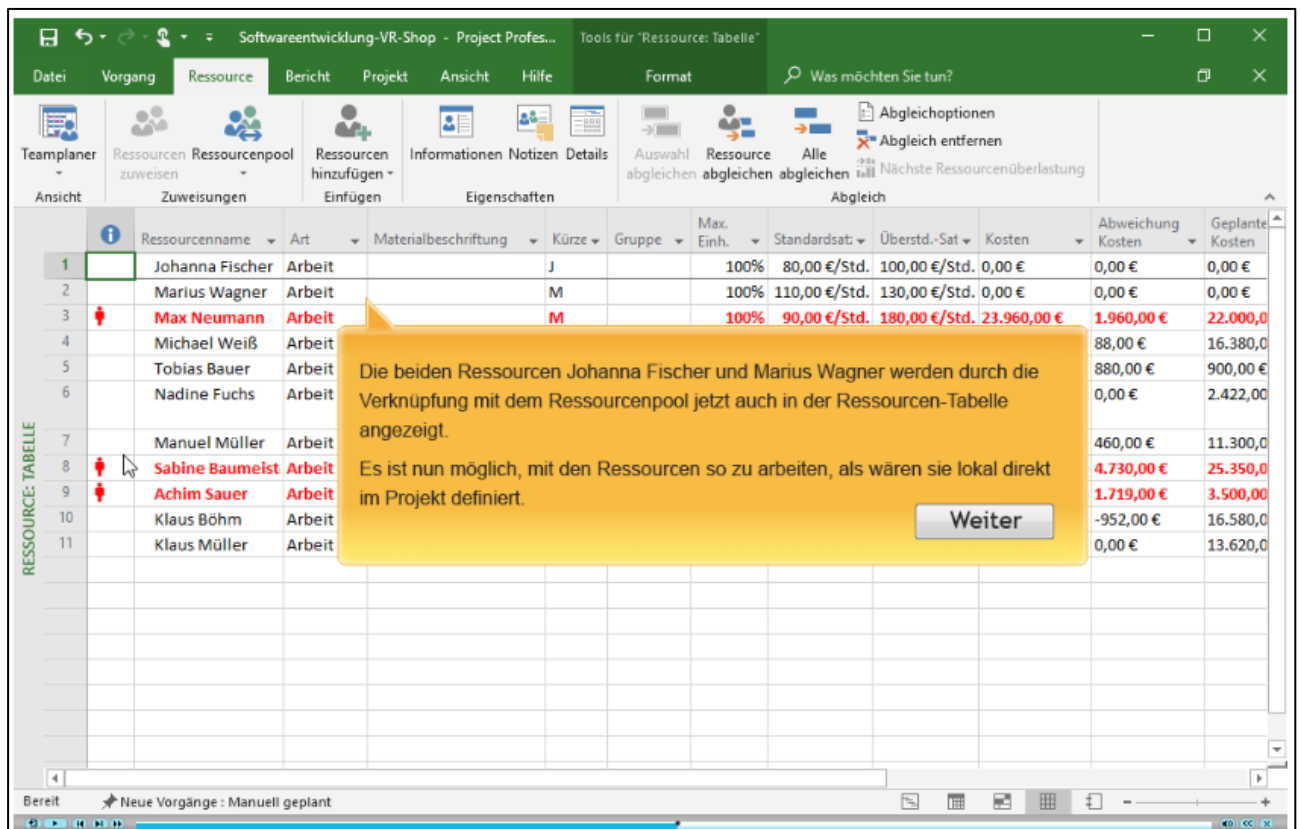 Softwareentwicklung-VR-Shop - Project Profes... Tools für "Ressource: Tabelle"
Datei Vorgang Ressource Bericht Projekt Ansicht Hilfe Format Was möchten Sie tun?
Teamplaner
Ressourcen zuweisen
Ressourcenpool
Ressourcen hinzufügen
Informationen Notizen Details
Auswahl abgleichen
Ressource abgleichen
Alle abgleichen
Abgleichoptionen
Abgleich entfernen
Nächste Ressourcenüberlastung
Ansicht Zuweisungen Einfügen Eigenschaften Abgleich
Ressourcenname Art Materialbeschriftung Kürze Gruppe Max. Einh. Standardsat: Überstd.-Sat Kosten Abweichung Kosten Geplante Kosten
1 Johanna Fischer Arbeit J 100% 80,00 €/Std. 100,00 €/Std. 0,00 € 0,00 € 0,00 €
2 Marius Wagner Arbeit M 100% 110,00 €/Std. 130,00 €/Std. 0,00 € 0,00 € 0,00 €
3 Max Neumann Arbeit M 100% 90,00 €/Std. 180,00 €/Std. 23.960,00 € 1.960,00 € 22.000,0
4 Michael Weiß Arbeit 88,00 € 16.380,0
5 Tobias Bauer Arbeit 880,00 € 900,00 €
6 Nadine Fuchs Arbeit 0,00 € 2.422,00
7 Manuel Müller Arbeit 460,00 € 11.300,0
8 Sabine Baumeist Arbeit 4.730,00 € 25.350,0
9 Achim Sauer Arbeit 1.719,00 € 3.500,00
10 Klaus Böhm Arbeit -952,00 € 16.580,0
11 Klaus Müller Arbeit 0,00 € 13.620,0
Die beiden Ressourcen Johanna Fischer und Marius Wagner werden durch die
Verknüpfung mit dem Ressourcenpool jetzt auch in der Ressourcen-Tabelle
angezeigt.
Es ist nun möglich, mit den Ressourcen so zu arbeiten, als wären sie lokal direkt
im Projekt definiert.
Weiter
RESSOURCE: TABELLE
Bereit Neue Vorgänge : Manuell geplant
CC